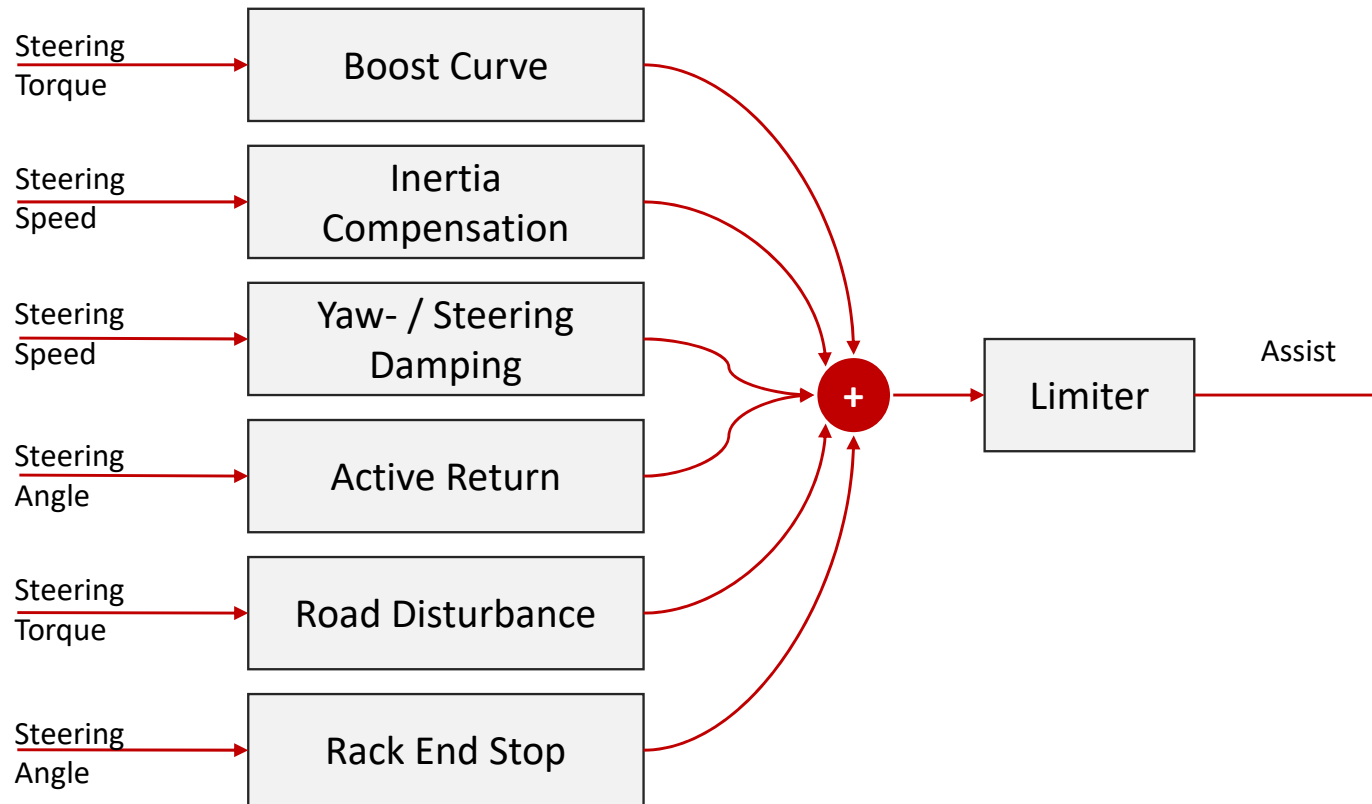 Steering
Torque
Boost Curve
Steering
Speed
Inertia
Compensation
Steering
Speed
Yaw- / Steering
Damping
Steering
Angle
Active Return
Steering
Torque
Road Disturbance
Steering
Angle
Rack End Stop
+
Limiter
Assist